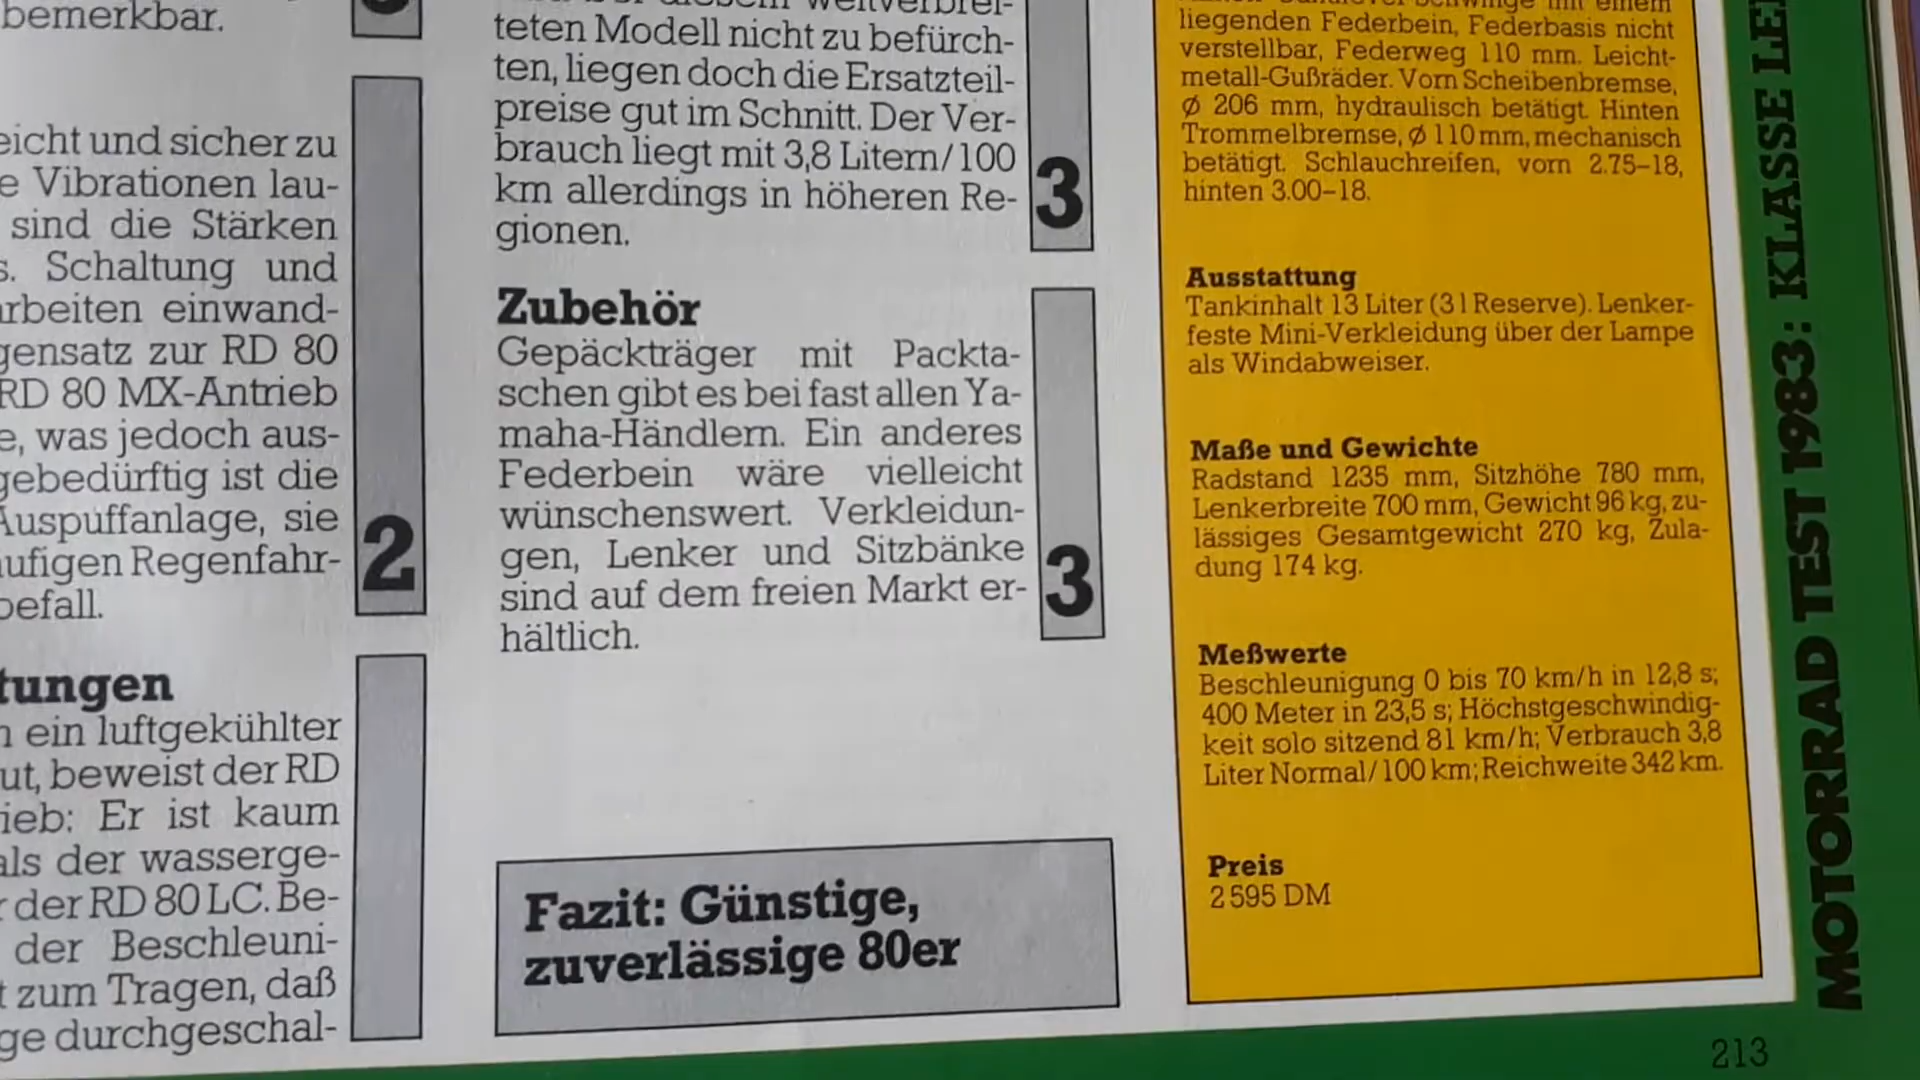 bemerkbar.
eicht und sicher zu
e Vibrationen lau-
sind die Stärken
s. Schaltung und
arbeiten einwand-
gensatz zur RD 80
RD 80 MX-Antrieb
e, was jedoch aus-
gebedürftig ist die
Auspuffanlage, sie
aufigen Regenfahr-
befall.
2
tungen
n ein luftgekühlter
ut, beweist der RD
ieb: Er ist kaum
als der wasserge-
r der RD 80 LC. Be-
der Beschleuni-
t zum Tragen, daß
ge durchgeschal-
teten Modell nicht zu befürch-
ten, liegen doch die Ersatzteil-
preise gut im Schnitt. Der Ver-
brauch liegt mit 3,8 Litern/100
km allerdings in höheren Re-
gionen.
3
Zubehör
Gepäckträger mit Packta-
schen gibt es bei fast allen Ya-
maha-Händlern. Ein anderes
Federbein wäre vielleicht
wünschenswert. Verkleidun-
gen, Lenker und Sitzbänke
sind auf dem freien Markt er-
hältlich.
3
Fazit: Günstige,
zuverlässige 80er
liegenden Federbein, Federbasis nicht
verstellbar, Federweg 110 mm. Leicht-
metall-Gußräder. Vorn Scheibenbremse,
Ø 206 mm, hydraulisch betätigt. Hinten
Trommelbremse, Ø 110 mm, mechanisch
betätigt. Schlauchreifen, vorn 2.75–18,
hinten 3.00–18.
Ausstattung
Tankinhalt 13 Liter (3 l Reserve). Lenker-
feste Mini-Verkleidung über der Lampe
als Windabweiser.
Maße und Gewichte
Radstand 1235 mm, Sitzhöhe 780 mm,
Lenkerbreite 700 mm, Gewicht 96 kg, zu-
lässiges Gesamtgewicht 270 kg, Zula-
dung 174 kg.
Meßwerte
Beschleunigung 0 bis 70 km/h in 12,8 s;
400 Meter in 23,5 s; Höchstgeschwindig-
keit solo sitzend 81 km/h; Verbrauch 3,8
Liter Normal/100 km; Reichweite 342 km.
Preis
2 595 DM
MOTORRAD TEST 1983: KLASSE LE
213